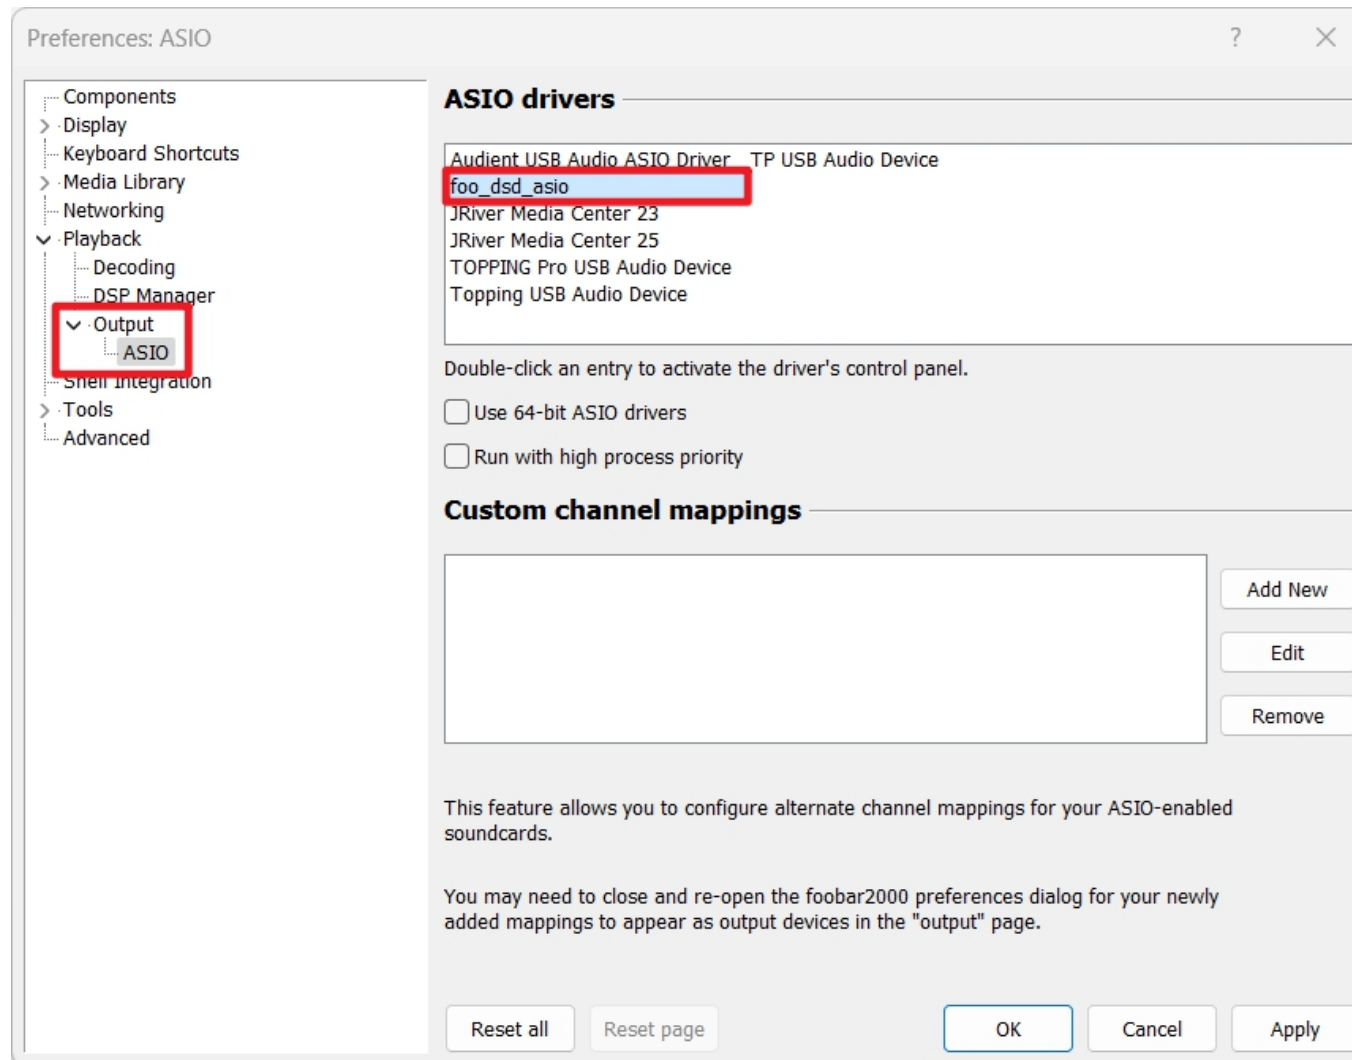 Preferences: ASIO
?
Components
Display
Keyboard Shortcuts
Media Library
Networking
Playback
Decoding
DSP Manager
Output
ASIO
Shell Integration
Tools
Advanced
ASIO drivers
Audient USB Audio ASIO Driver TP USB Audio Device
foo_dsd_asio
JRiver Media Center 23
JRiver Media Center 25
TOPPING Pro USB Audio Device
Topping USB Audio Device
Double-click an entry to activate the driver's control panel.
Use 64-bit ASIO drivers
Run with high process priority
Custom channel mappings
Add New
Edit
Remove
This feature allows you to configure alternate channel mappings for your ASIO-enabled
soundcards.
You may need to close and re-open the foobar2000 preferences dialog for your newly
added mappings to appear as output devices in the "output" page.
Reset all Reset page OK Cancel Apply